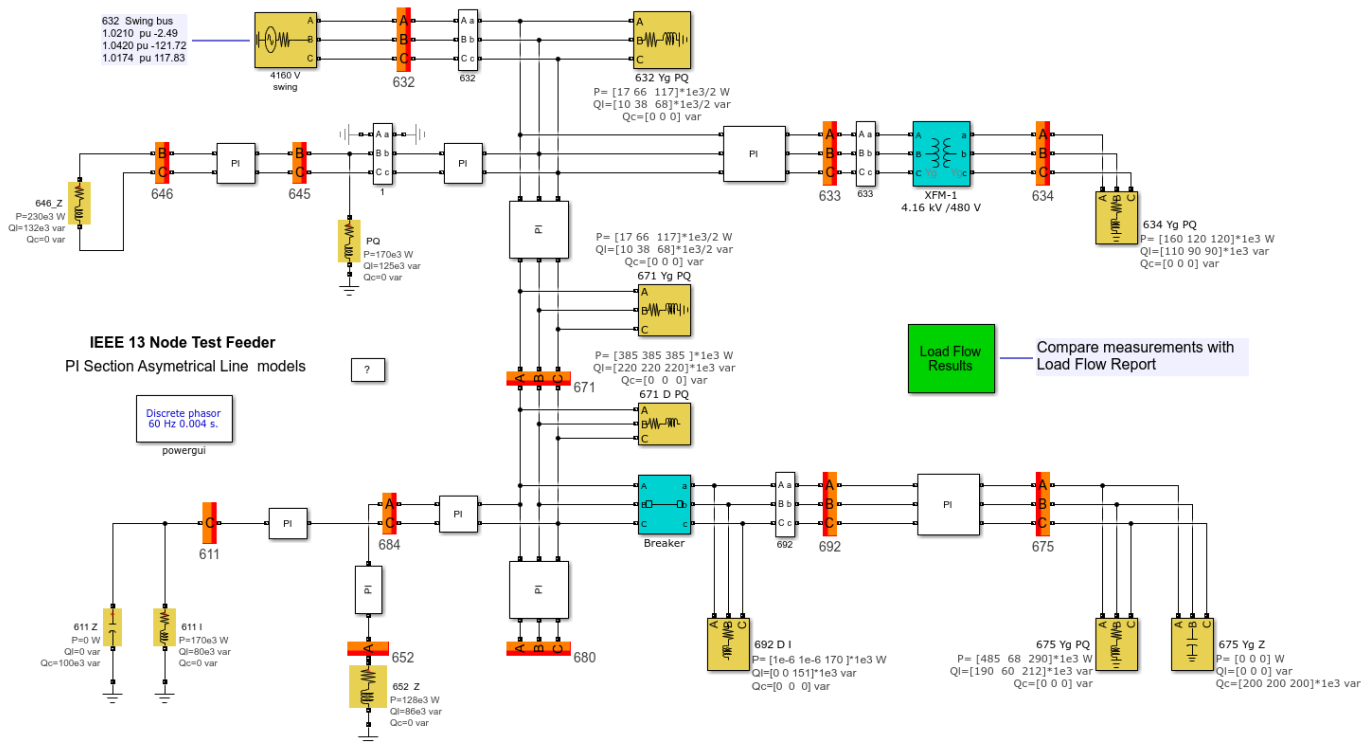 632 Swing bus
1.0210 pu -2.49
1.0420 pu -121.72
1.0174 pu 117.83
A
B
C
4160 V
swing
A
B
C
632
A a
B b
C c
632
A
B
C
632 Yg PQ
P= [17 66 117]*1e3/2 W
Ql=[10 38 68]*1e3/2 var
Qc=[0 0 0] var
B
C
646
PI
B
C
645
A a
B b
C c
1
PI
PI
A
B
C
633
A a
B b
C c
633
A
B
C
a
b
c
Yg
Yg
XFM-1
4.16 kV /480 V
A
B
C
634
646_Z
P=230e3 W
Ql=132e3 var
Qc=0 var
PQ
P=170e3 W
Ql=125e3 var
Qc=0 var
PI
A B C
634 Yg PQ
P= [160 120 120]*1e3 W
Ql=[110 90 90]*1e3 var
Qc=[0 0 0] var
P= [17 66 117]*1e3/2 W
Ql=[10 38 68]*1e3/2 var
Qc=[0 0 0] var
671 Yg PQ
A
B
C
IEEE 13 Node Test Feeder
PI Section Asymetrical Line models
?
Discrete phasor
60 Hz 0.004 s.
powergui
Load Flow
Results
Compare measurements with
Load Flow Report
P= [385 385 385 ]*1e3 W
Ql=[220 220 220]*1e3 var
Qc=[0 0 0] var
A B C
671
671 D PQ
A
B
C
C
611
PI
A
C
684
PI
A
B
C
a
b
c
Breaker
A a
B b
C c
692
A
B
C
692
PI
A
B
C
675
PI
PI
611 Z
P=0 W
Ql=0 var
Qc=100e3 var
611 I
P=170e3 W
Ql=80e3 var
Qc=0 var
A
652
652 Z
P=128e3 W
Ql=86e3 var
Qc=0 var
A B C
680
A B C
692 D I
P= [1e-6 1e-6 170 ]*1e3 W
Ql=[0 0 151]*1e3 var
Qc=[0 0 0] var
A B C
675 Yg PQ
P= [485 68 290]*1e3 W
Ql=[190 60 212]*1e3 var
Qc=[0 0 0] var
A B C
675 Yg Z
P= [0 0 0] W
Ql=[0 0 0] var
Qc=[200 200 200]*1e3 var